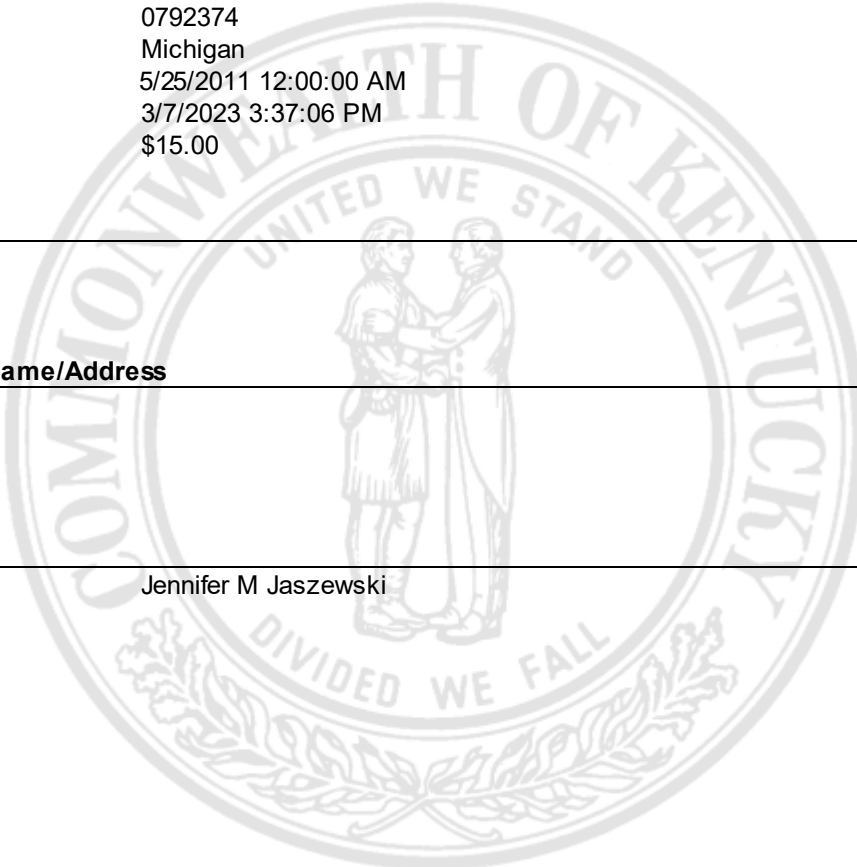 0792374
Michigan
5/25/2011 12:00:00 AM
3/7/2023 3:37:06 PM
$15.00
COMMONWEALTH OF KENTUCKY
UNITED WE STAND
ame/Address
Jennifer M Jaszewski
DIVIDED WE FALL